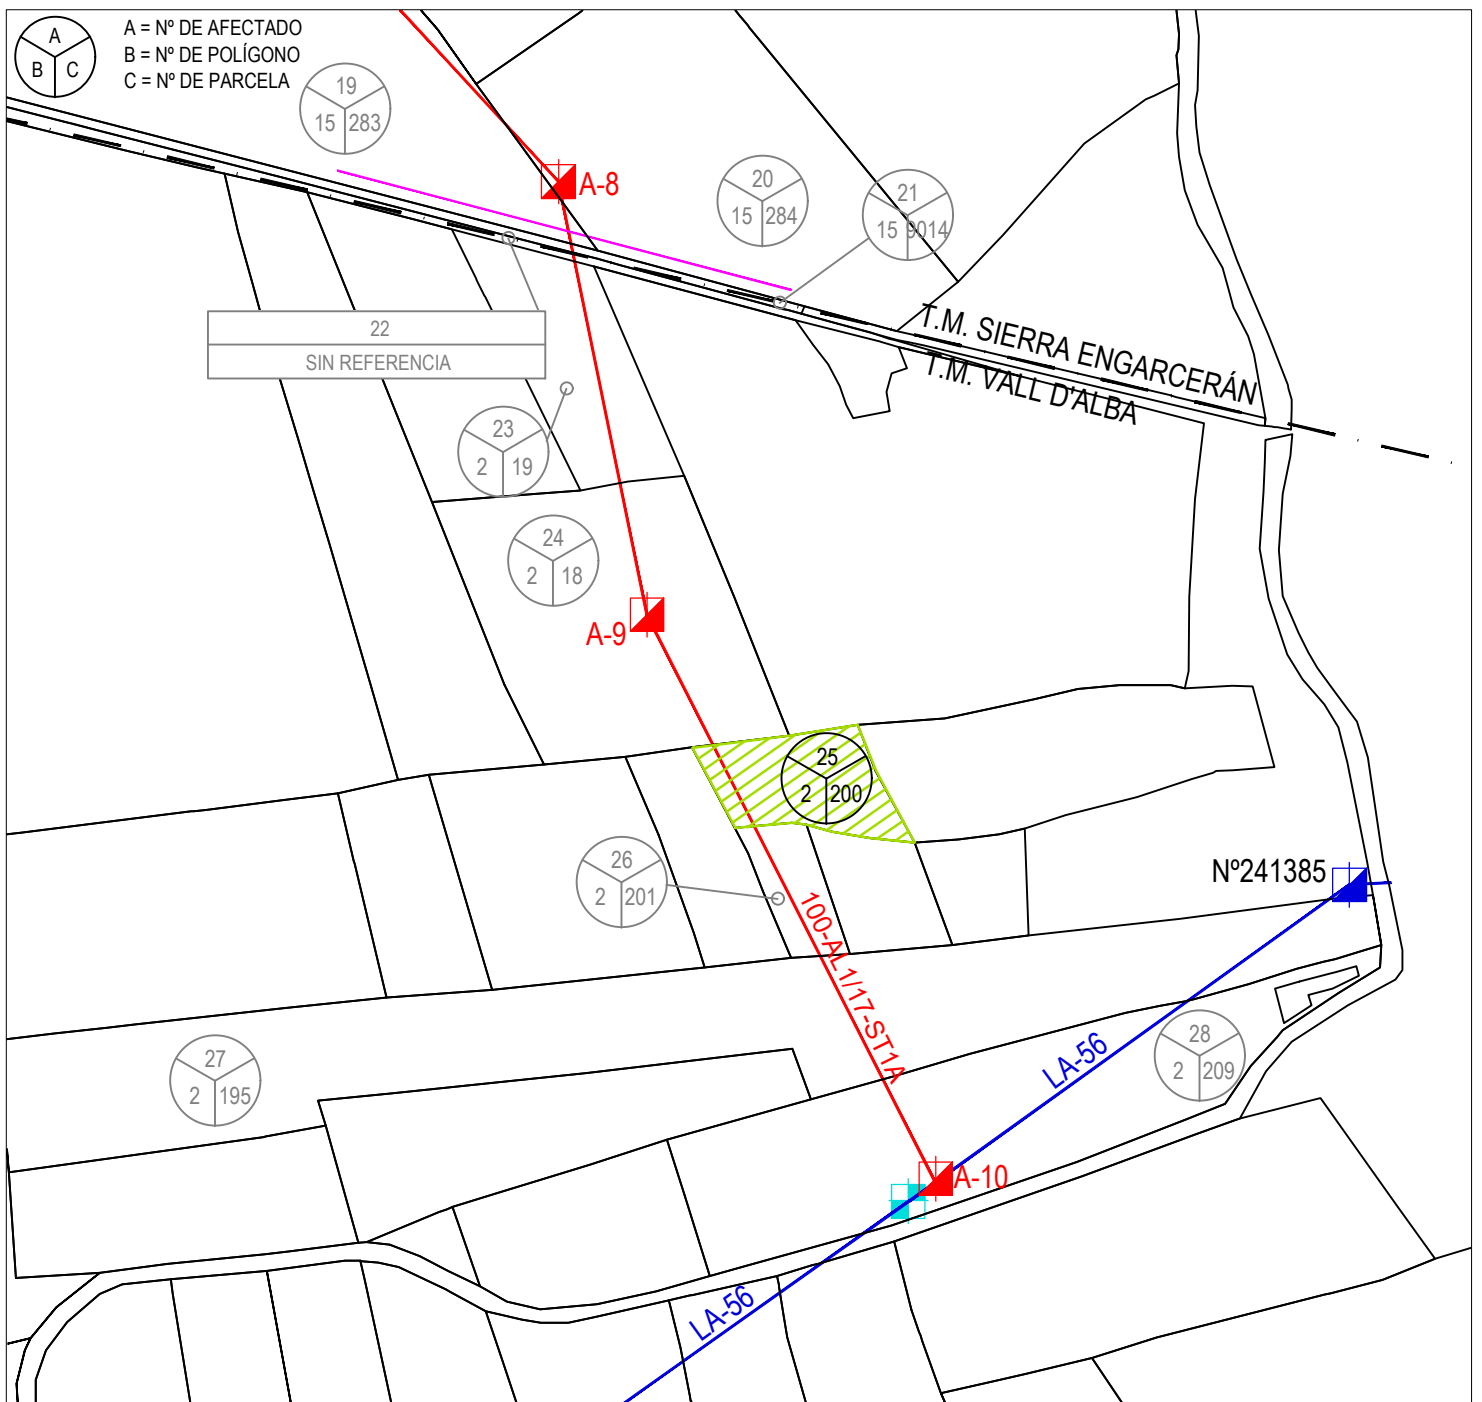 A
B C
A = Nº DE AFECTADO
B = Nº DE POLÍGONO
C = Nº DE PARCELA
19
15 283
A-8
20
15 284
21
15 9014
22
SIN REFERENCIA
T.M. SIERRA ENGARCERÁN
T.M. VALL D'ALBA
23
2 19
24
2 18
A-9
25
2 200
26
2 201
Nº241385
100-AL1/17-ST1A
27
2 195
LA-56
28
2 209
A-10
LA-56